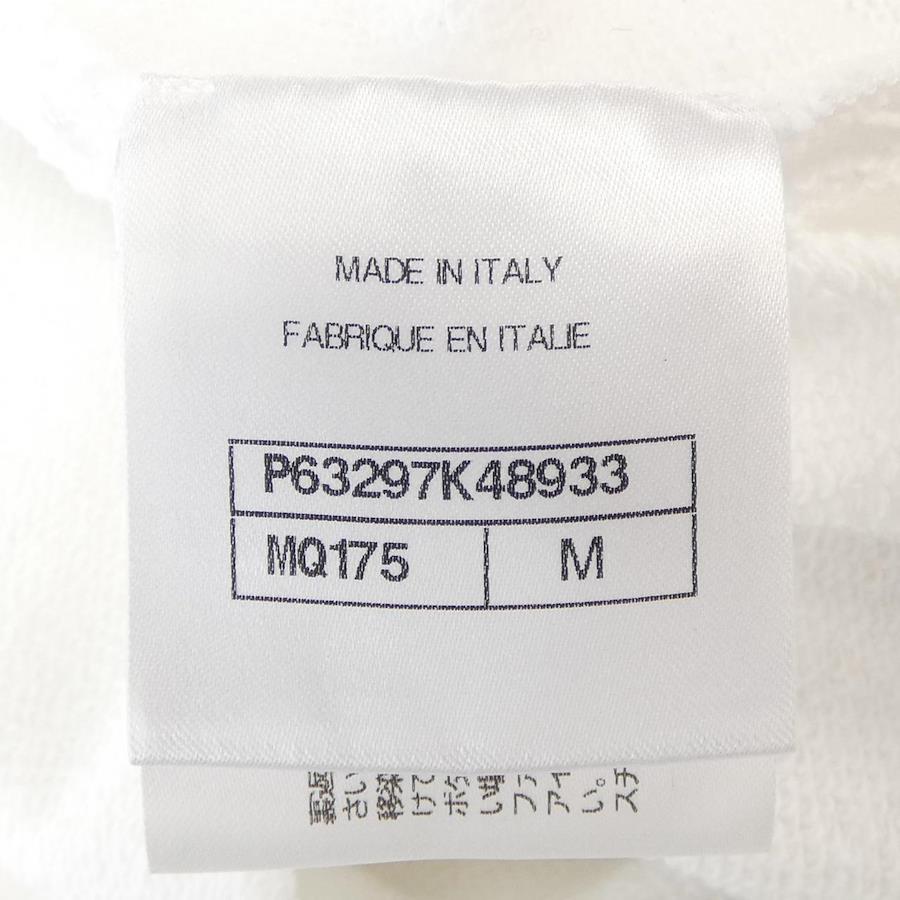 MADE IN ITALY
FABRIQUE EN ITALIE
P63297K48933
MQ175 M